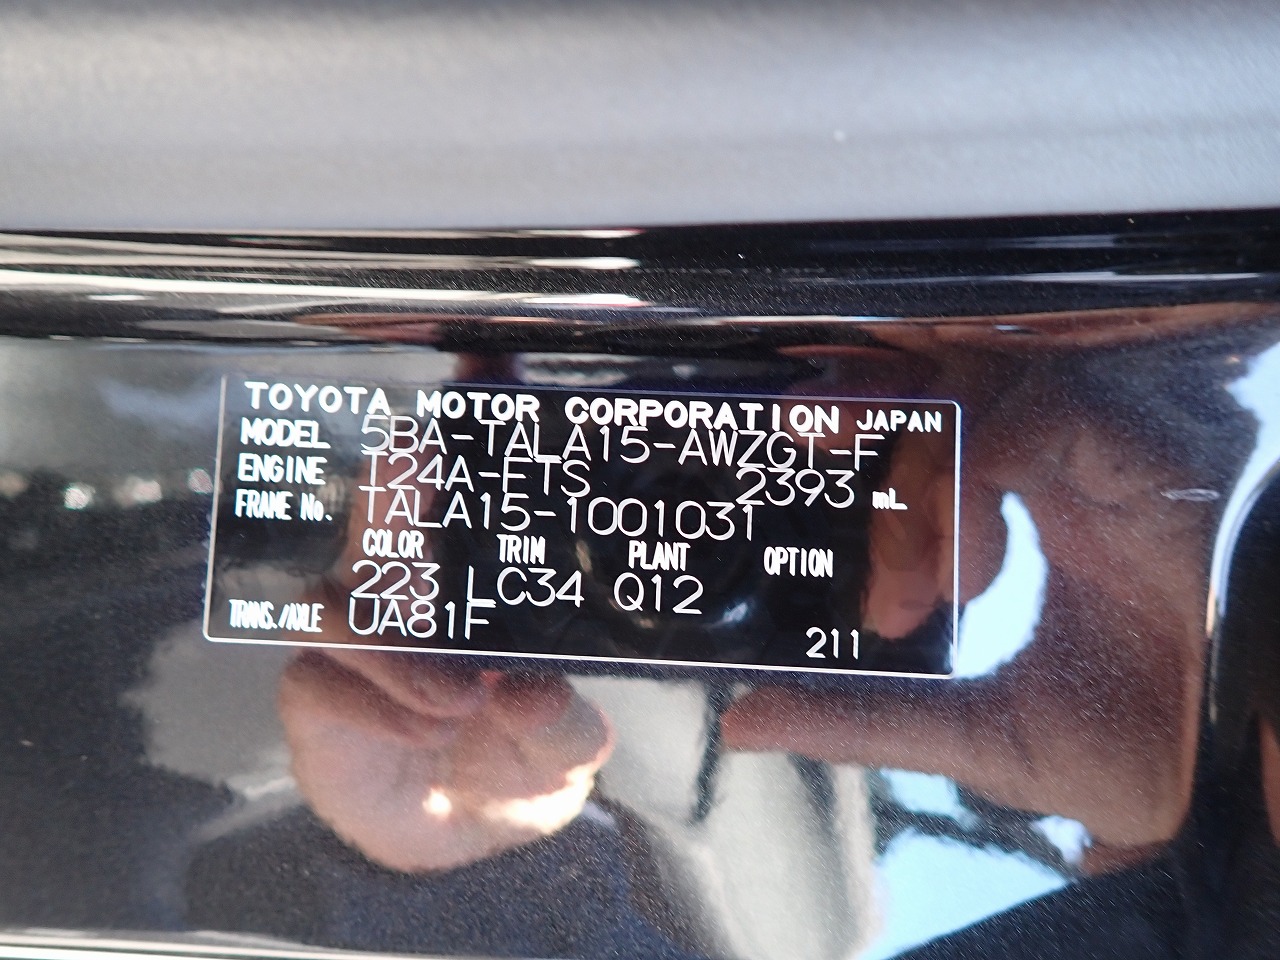 TOYOTA MOTOR CORPORATION JAPAN
MODEL 5BA-TALA15-AWZGT-F
ENGINE T24A-FTS 2393 mL
FRAME No. TALA15-1001031
COLOR TRIM PLANT OPTION
223 LC34 Q12
TRANS./AXLE UA81F
211